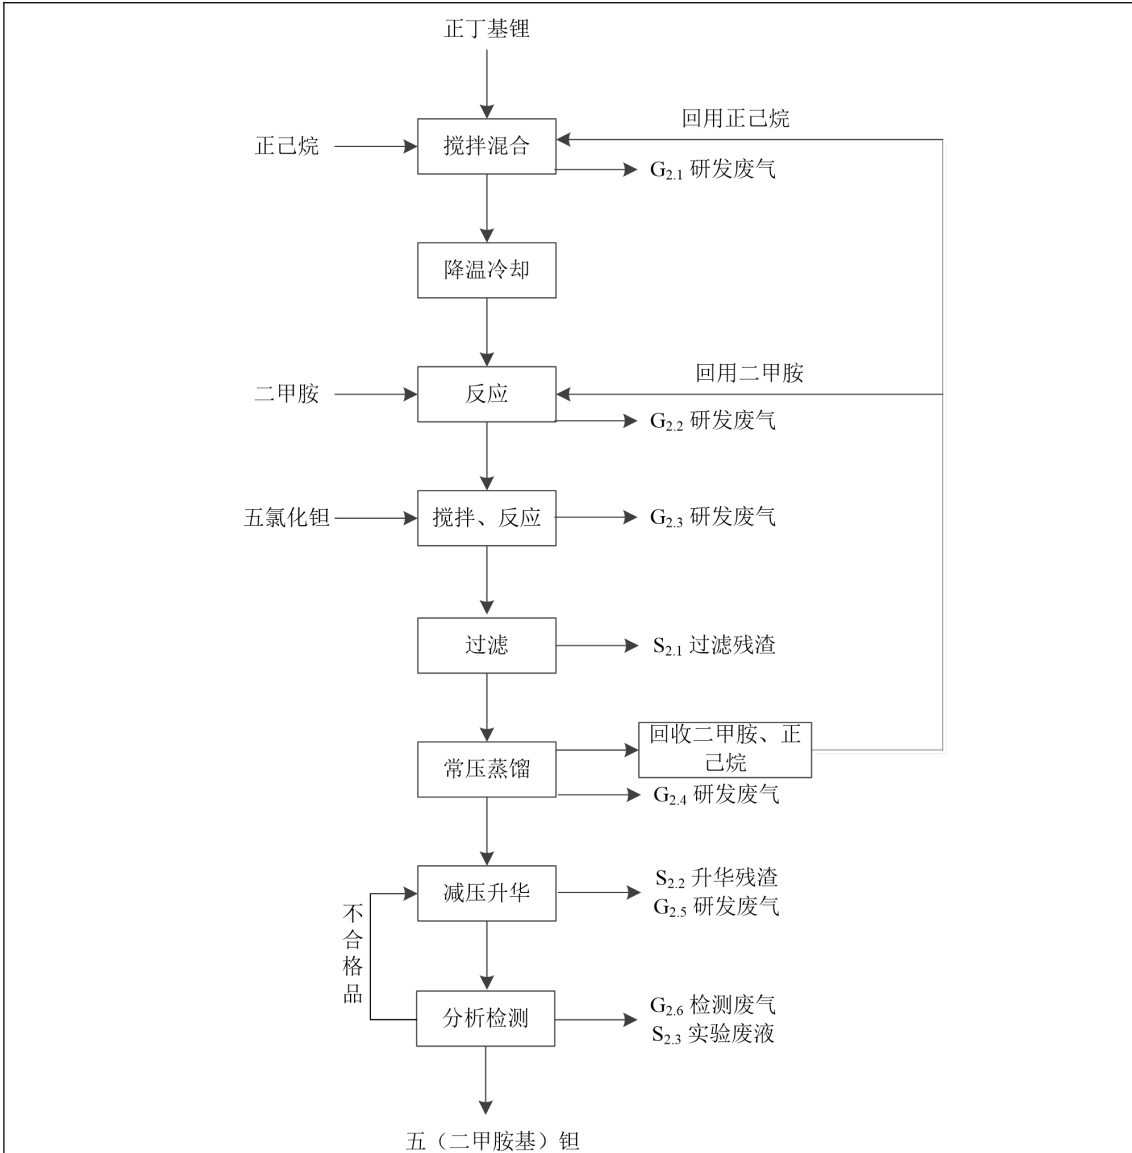 正丁基锂
回用正己烷
正己烷
搅拌混合
G2.1 研发废气
降温冷却
回用二甲胺
二甲胺
反应
G2.2 研发废气
五氯化钽
搅拌、反应
G2.3 研发废气
过滤
S2.1 过滤残渣
回收二甲胺、正
己烷
常压蒸馏
G2.4 研发废气
减压升华
S2.2 升华残渣
G2.5 研发废气
不合格品
分析检测
G2.6 检测废气
S2.3 实验废液
五（二甲胺基）钽